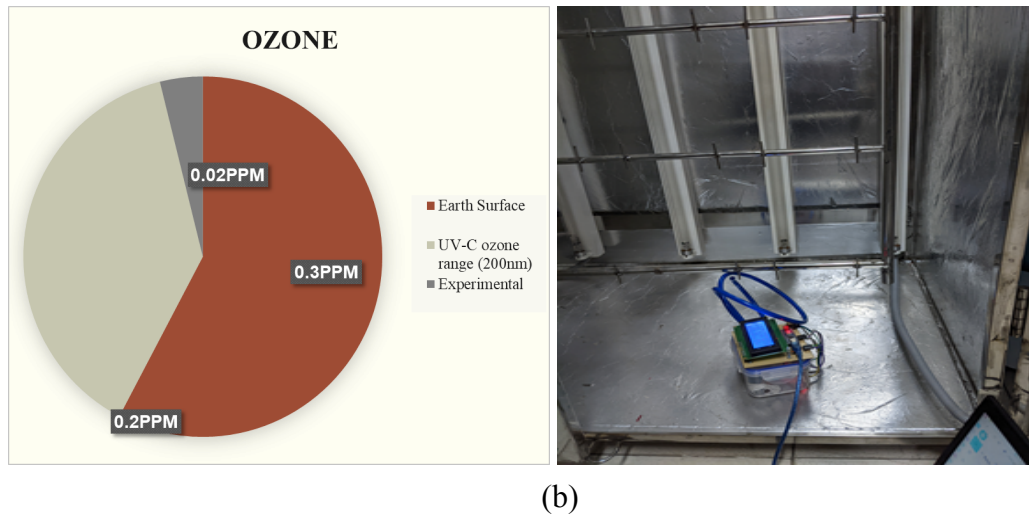 OZONE
0.02PPM
0.3PPM
0.2PPM
Earth Surface
UV-C ozone
range (200nm)
Experimental
(b)